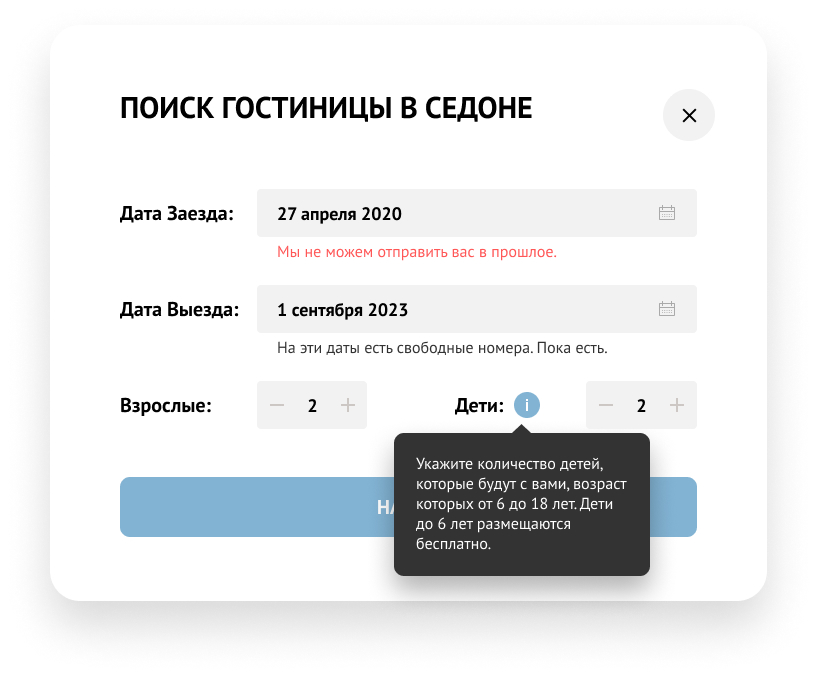 ПОИСК ГОСТИНИЦЫ В СЕДОНЕ
Дата Заезда: 27 апреля 2020
Мы не можем отправить вас в прошлое.
Дата Выезда: 1 сентября 2023
На эти даты есть свободные номера. Пока есть.
Взрослые: 2 Дети: i 2
Укажите количество детей,
которые будут с вами, возраст
которых от 6 до 18 лет. Дети
до 6 лет размещаются
бесплатно.